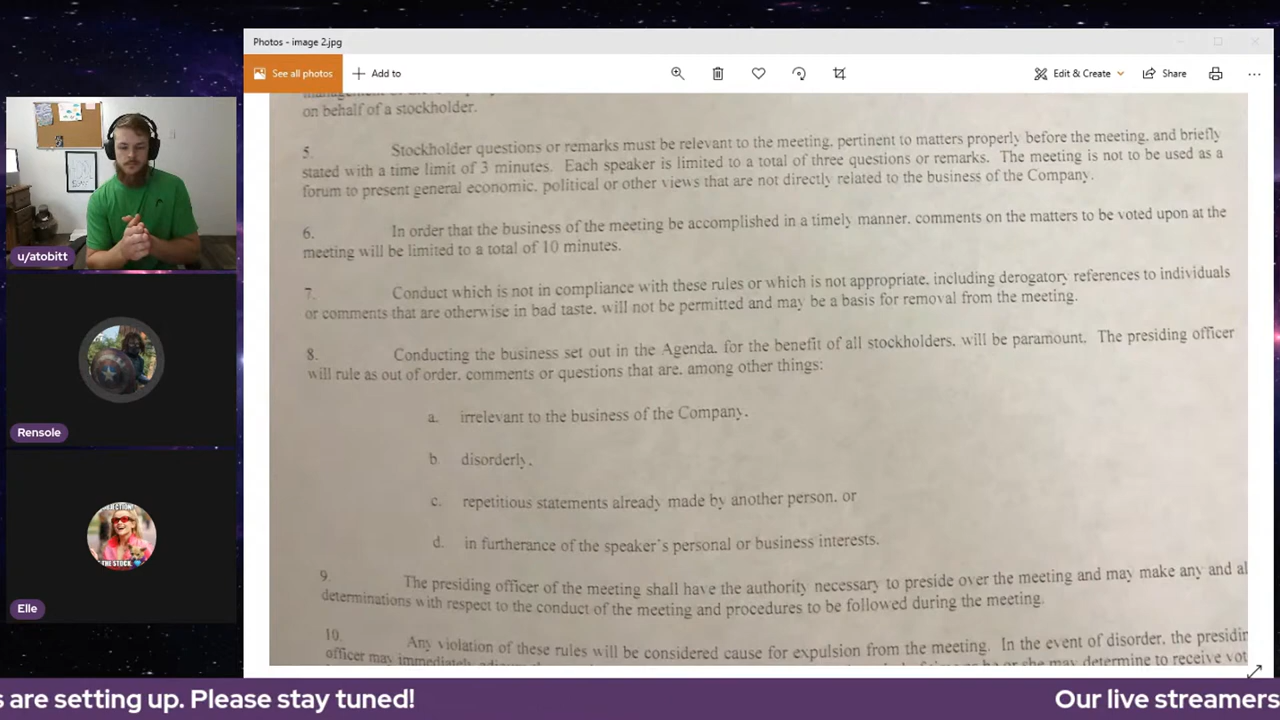 Photos - image 2.jpg
See all photos
Add to
Edit & Create
Share
on behalf of a stockholder.
5. Stockholder questions or remarks must be relevant to the meeting, pertinent to matters properly before the meeting, and briefly
stated with a time limit of 3 minutes. Each speaker is limited to a total of three questions or remarks. The meeting is not to be used as a
forum to present general economic, political or other views that are not directly related to the business of the Company.
6. In order that the business of the meeting be accomplished in a timely manner, comments on the matters to be voted upon at the
meeting will be limited to a total of 10 minutes.
7. Conduct which is not in compliance with these rules or which is not appropriate, including derogatory references to individuals
or comments that are otherwise in bad taste, will not be permitted and may be a basis for removal from the meeting.
8. Conducting the business set out in the Agenda, for the benefit of all stockholders, will be paramount. The presiding officer
will rule as out of order, comments or questions that are, among other things:
a. irrelevant to the business of the Company,
b. disorderly,
c. repetitious statements already made by another person, or
d. in furtherance of the speaker's personal or business interests.
9. The presiding officer of the meeting shall have the authority necessary to preside over the meeting and may make any and al
determinations with respect to the conduct of the meeting and procedures to be followed during the meeting.
10. Any violation of these rules will be considered cause for expulsion from the meeting. In the event of disorder, the presidin
officer may immediately or she may determine to receive vot
u/atobitt
Rensole
THE STOCK
Elle
s are setting up. Please stay tuned!
Our live streamers